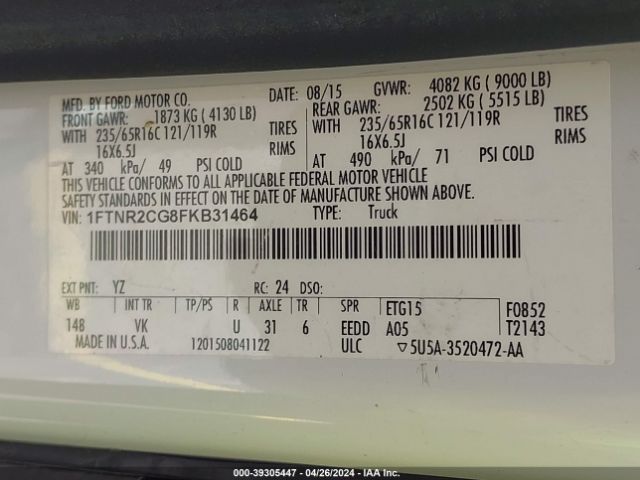 MFD. BY FORD MOTOR CO. DATE: 08/15 GVWR: 4082 KG ( 9000 LB)
FRONT GAWR: 1873 KG ( 4130 LB) REAR GAWR: 2502 KG ( 5515 LB)
WITH 235/65R16C 121/119R TIRES WITH 235/65R16C 121/119R TIRES
16X6.5J RIMS 16X6.5J RIMS
AT 340 kPa/ 49 PSI COLD AT 490 kPa/ 71 PSI COLD
THIS VEHICLE CONFORMS TO ALL APPLICABLE FEDERAL MOTOR VEHICLE
SAFETY STANDARDS IN EFFECT ON THE DATE OF MANUFACTURE SHOWN ABOVE.
VIN: 1FTNR2CG8FKB31464 TYPE: Truck
EXT PNT: YZ RC: 24 DSO:
WB INT TR TP/PS R AXLE TR SPR ETG15 F0852
148 VK U 31 6 EEDD A05 T2143
MADE IN U.S.A. 1201508041122 ULC ▽5U5A-3520472-AA
000-39305447 - 04/26/2024 - IAA Inc.